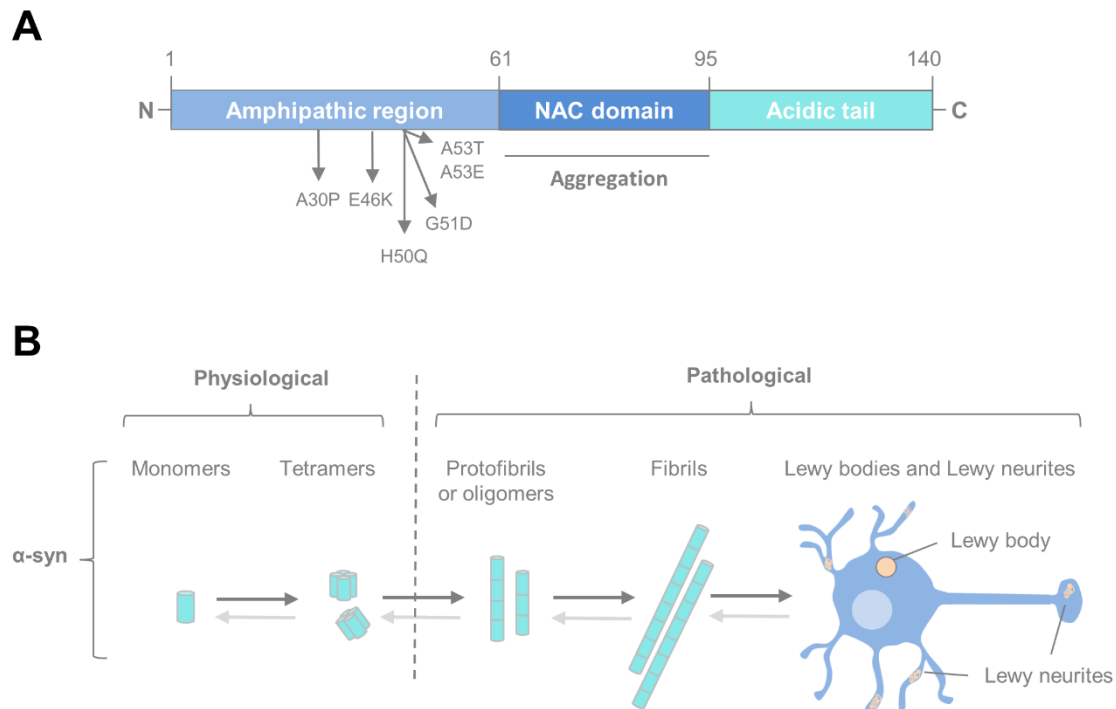 A
1 61 95 140
N Amphipathic region NAC domain Acidic tail C
A53T
A53E
Aggregation
A30P E46K
G51D
H50Q
B
Physiological Pathological
Monomers Tetramers Protofibrils or oligomers Fibrils Lewy bodies and Lewy neurites
Lewy body
α-syn
Lewy neurites